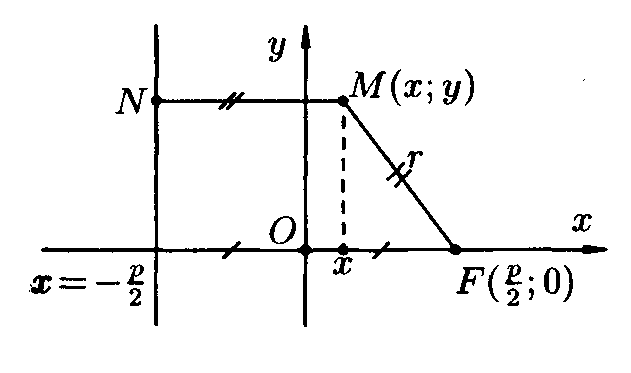 y
N
M(x; y)
r
O
x
x
x = -p/2
F(p/2; 0)